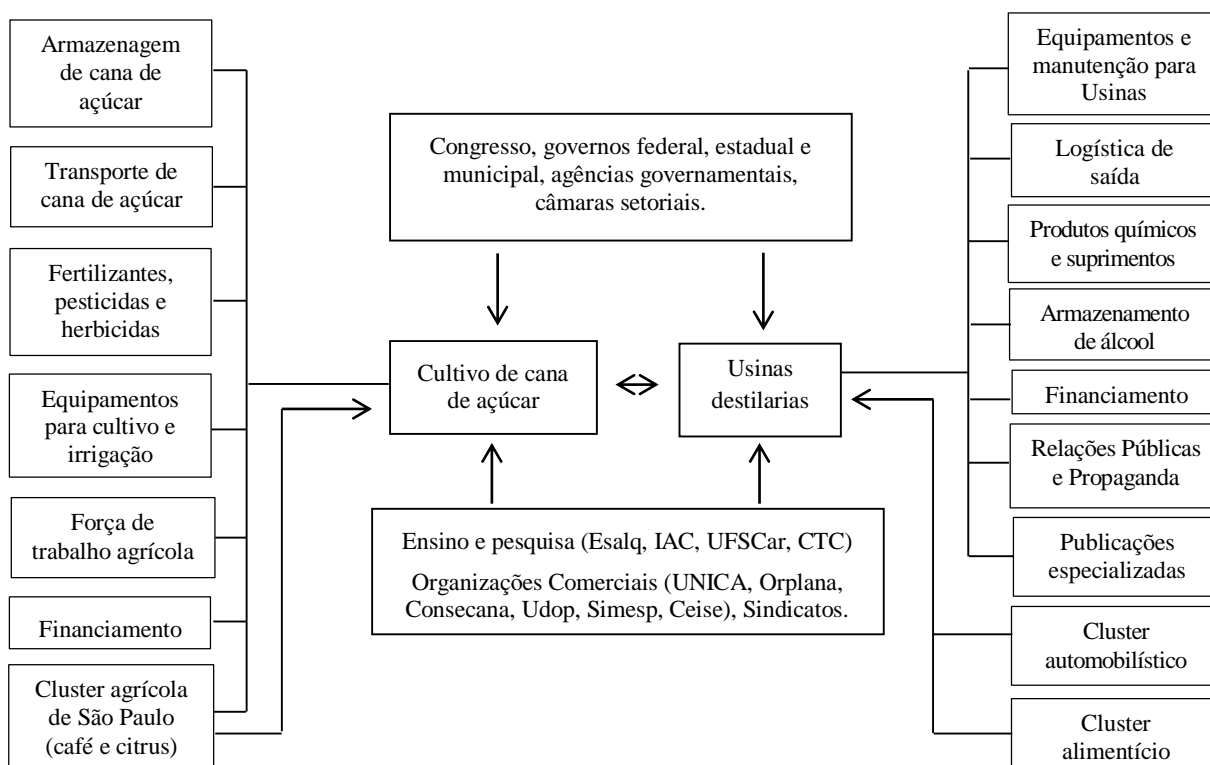 Armazenagem
de cana de
açúcar
Transporte de
cana de açúcar
Fertilizantes,
pesticidas e
herbicidas
Equipamentos
para cultivo e
irrigação
Força de
trabalho agrícola
Financiamento
Cluster agrícola
de São Paulo
(café e citrus)
Congresso, governos federal, estadual e
municipal, agências governamentais,
câmaras setoriais.
Cultivo de cana
de açúcar
Usinas
destilarias
Ensino e pesquisa (Esalq, IAC, UFSCar, CTC)
Organizações Comerciais (UNICA, Orplana,
Consecana, Udop, Simesp, Ceise), Sindicatos.
Equipamentos e
manutenção para
Usinas
Logística de
saída
Produtos químicos
e suprimentos
Armazenamento
de álcool
Financiamento
Relações Públicas
e Propaganda
Publicações
especializadas
Cluster
automobilístico
Cluster
alimentício